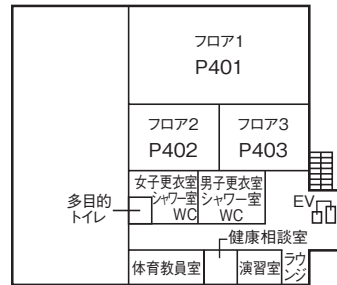 フロア1
P401
フロア2
P402
フロア3
P403
女子更衣室
シャワー室
WC
男子更衣室
シャワー室
WC
多目的
トイレ
EV
健康相談室
体育教員室
演習室
ラウ
ンジ